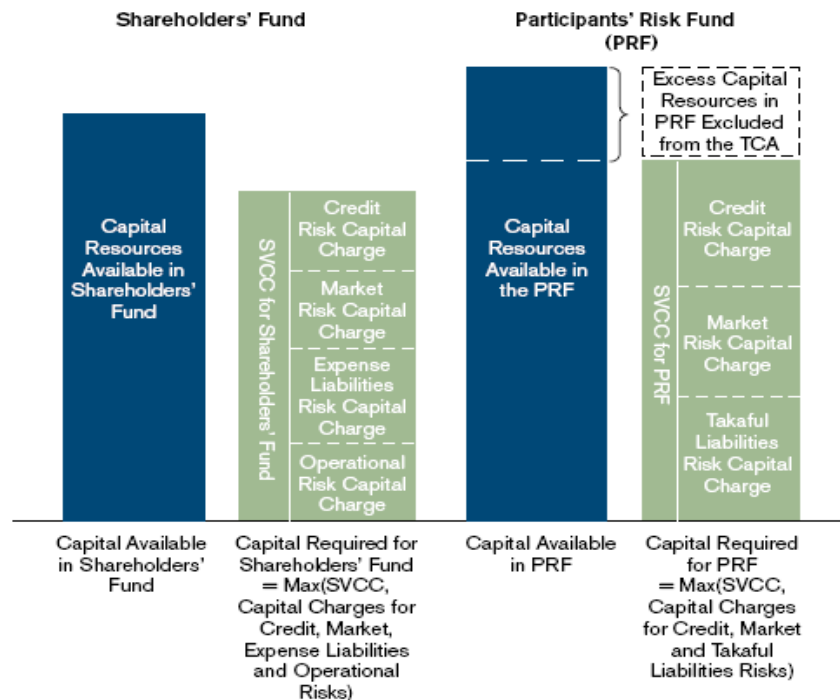 Shareholders’ Fund
Participants’ Risk Fund
(PRF)
Capital
Resources
Available in
Shareholders’
Fund
SVCC for Shareholders’ Fund
Credit
Risk Capital
Charge
Market
Risk Capital
Charge
Expense
Liabilities
Risk Capital
Charge
Operational
Risk Capital
Charge
Capital
Resources
Available in
the PRF
Excess Capital
Resources in
PRF Excluded
from the TCA
SVCC for PRF
Credit
Risk Capital
Charge
Market
Risk Capital
Charge
Takaful
Liabilities
Risk Capital
Charge
Capital Available
in Shareholders’
Fund
Capital Required for
Shareholders’ Fund
= Max(SVCC,
Capital Charges for
Credit, Market,
Expense Liabilities
and Operational
Risks)
Capital Available
in PRF
Capital Required
for PRF
= Max(SVCC,
Capital Charges
for Credit, Market
and Takaful
Liabilities Risks)